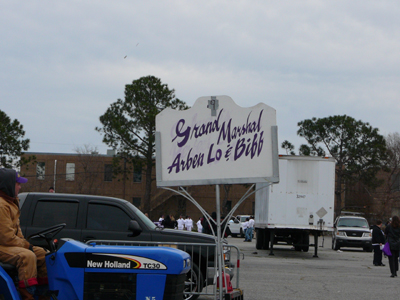 Grand Marshal
Arben Lo & Bibb
New Holland TC30